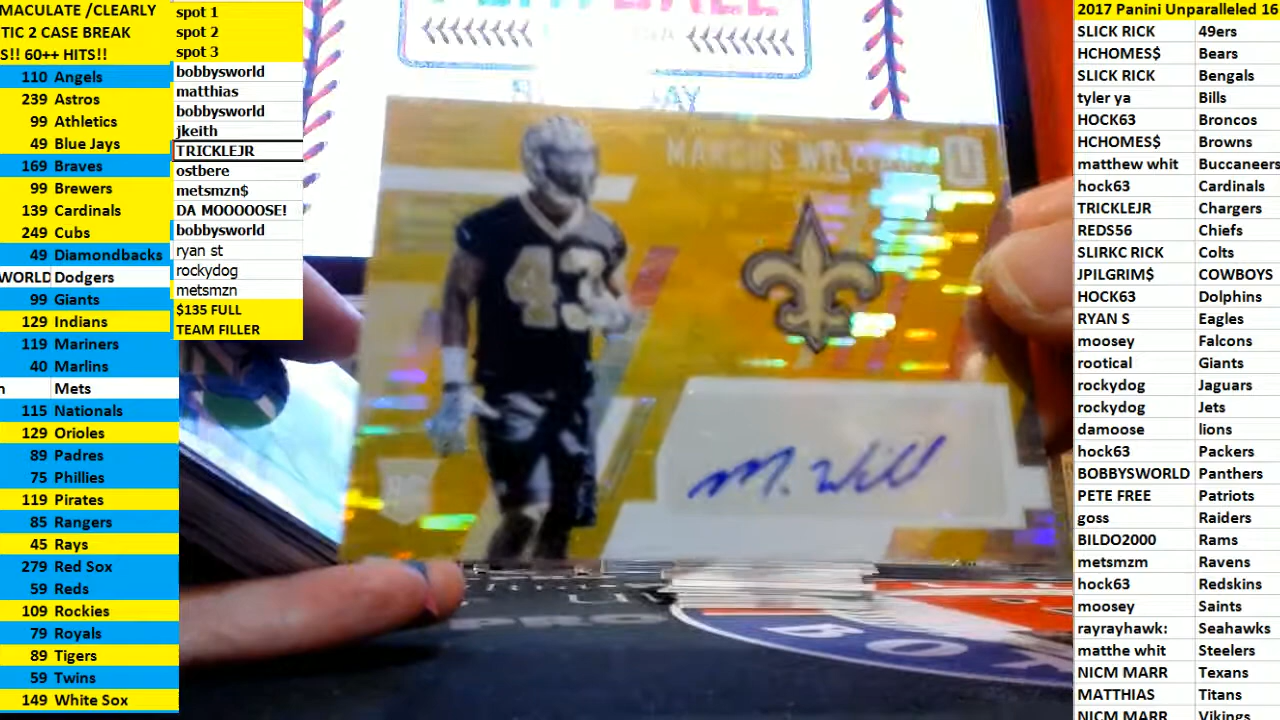 MACULATE /CLEARLY
TIC 2 CASE BREAK
S!! 60++ HITS!!
110 Angels
239 Astros
99 Athletics
49 Blue Jays
169 Braves
99 Brewers
139 Cardinals
249 Cubs
49 Diamondbacks
WORLD Dodgers
99 Giants
129 Indians
119 Mariners
40 Marlins
Mets
115 Nationals
129 Orioles
89 Padres
75 Phillies
119 Pirates
85 Rangers
45 Rays
279 Red Sox
59 Reds
109 Rockies
79 Royals
89 Tigers
59 Twins
149 White Sox
spot 1
spot 2
spot 3
bobbysworld
matthias
bobbysworld
jkeith
TRICKLEJR
ostbere
metsmzn$
DA MOOOOOSE!
bobbysworld
ryan st
rockydog
metsmzn
$135 FULL
TEAM FILLER
43
M. Will
PRO
BOX
2017 Panini Unparalleled 16
SLICK RICK 49ers
HCHOMES$ Bears
SLICK RICK Bengals
tyler ya Bills
HOCK63 Broncos
HCHOMES$ Browns
matthew whit Buccaneers
hock63 Cardinals
TRICKLEJR Chargers
REDS56 Chiefs
SLIRKC RICK Colts
JPILGRIM$ COWBOYS
HOCK63 Dolphins
RYAN S Eagles
moosey Falcons
rootical Giants
rockydog Jaguars
rockydog Jets
damoose lions
hock63 Packers
BOBBYSWORLD Panthers
PETE FREE Patriots
goss Raiders
BILDO2000 Rams
metsmzm Ravens
hock63 Redskins
moosey Saints
rayrayhawk: Seahawks
matthe whit Steelers
NICM MARR Texans
MATTHIAS Titans
NICM MARR Vikings